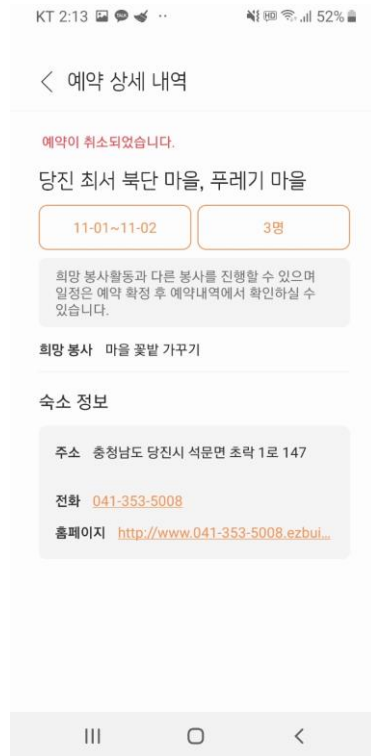 KT 2:13
52%
예약 상세 내역
예약이 취소되었습니다.
당진 최서 북단 마을, 푸레기 마을
11-01~11-02 3명
희망 봉사활동과 다른 봉사를 진행할 수 있으며
일정은 예약 확정 후 예약내역에서 확인하실 수
있습니다.
희망 봉사 마을 꽃밭 가꾸기
숙소 정보
주소 충청남도 당진시 석문면 초락 1로 147
전화 041-353-5008
홈페이지 http://www.041-353-5008.ezbui...